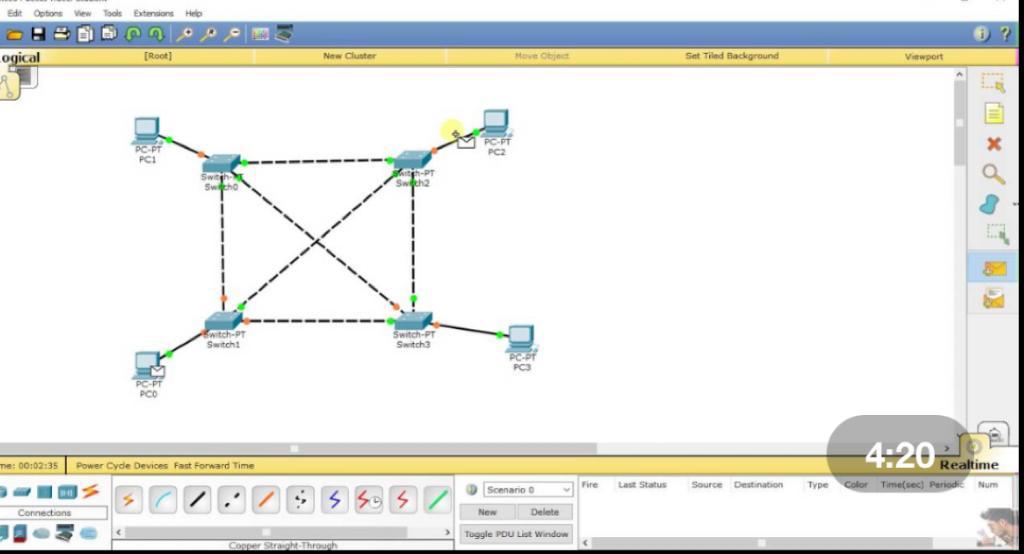 Edit Options View Tools Extensions Help
ogical [Root] New Cluster Move Object Set Tiled Background Viewport
PC-PT
PC1
PC-PT
PC2
Switch-PT
Switch0
Switch-PT
Switch2
Switch-PT
Switch1
Switch-PT
Switch3
PC-PT
PC3
PC-PT
PC0
4:20
me: 00:02:35 Power Cycle Devices Fast Forward Time Realtime
Scenario 0
Fire Last Status Source Destination Type Color Time(sec) Periodic Num
New Delete
Connections
Toggle PDU List Window
Copper Straight-Through